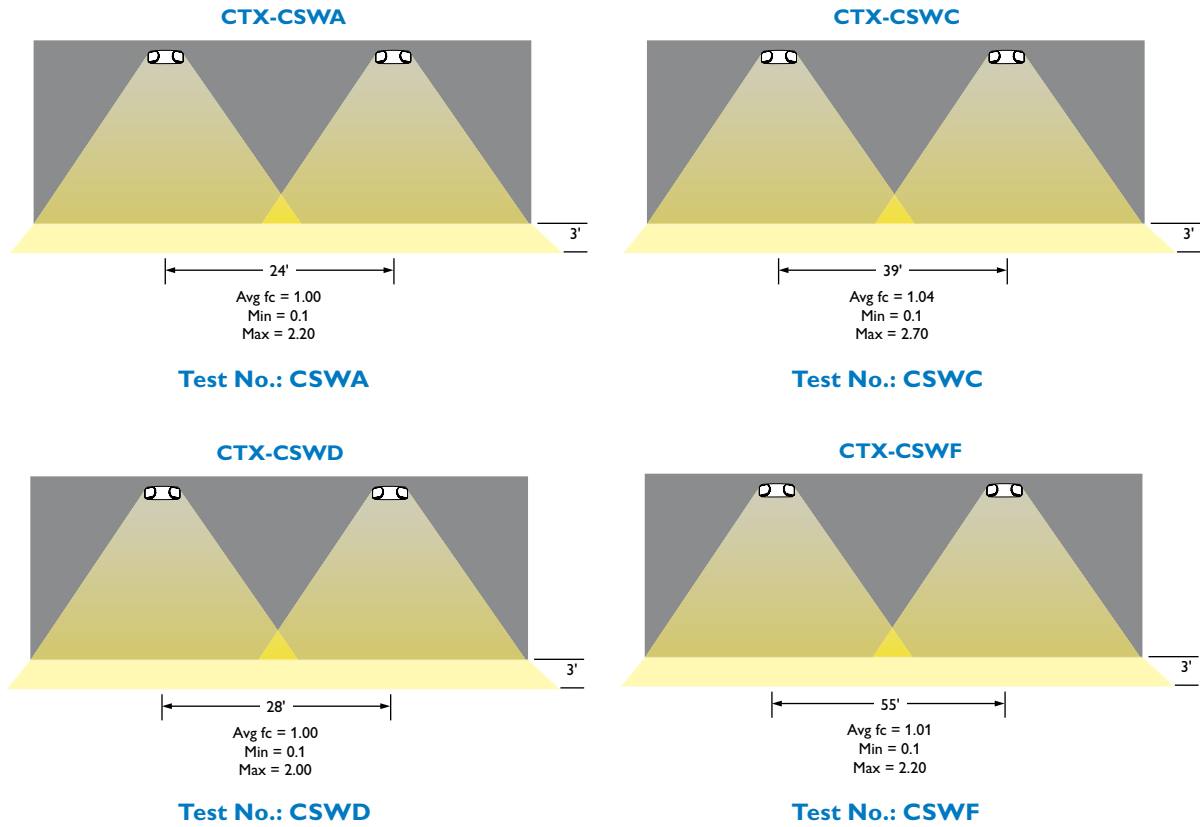 CTX-CSWA
3'
24'
Avg fc = 1.00
Min = 0.1
Max = 2.20
Test No.: CSWA
CTX-CSWC
3'
39'
Avg fc = 1.04
Min = 0.1
Max = 2.70
Test No.: CSWC
CTX-CSWD
3'
28'
Avg fc = 1.00
Min = 0.1
Max = 2.00
Test No.: CSWD
CTX-CSWF
3'
55'
Avg fc = 1.01
Min = 0.1
Max = 2.20
Test No.: CSWF